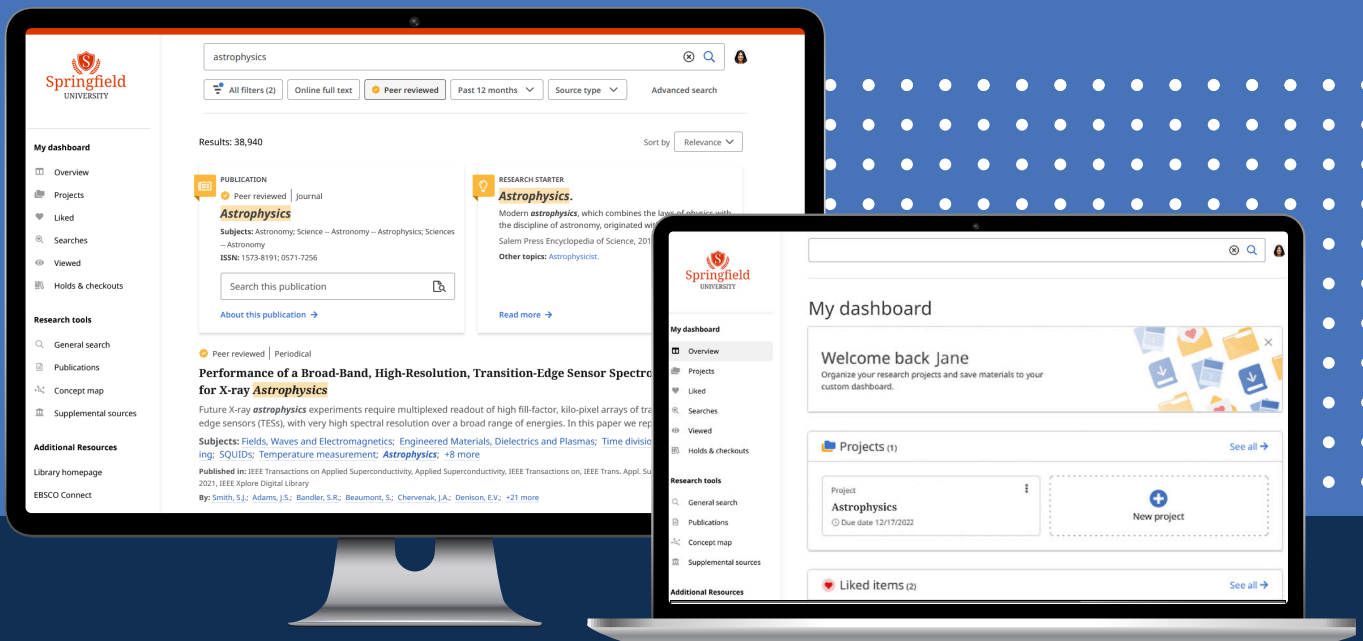 Springfield
UNIVERSITY
My dashboard
Overview
Projects
Liked
Searches
Viewed
Holds & checkouts
Research tools
General search
Publications
Concept map
Supplemental sources
Additional Resources
Library homepage
EBSCO Connect
astrophysics
All filters (2)
Online full text
Peer reviewed
Past 12 months
Source type
Advanced search
Results: 38,940
Sort by
Relevance
PUBLICATION
Peer reviewed | Journal
Astrophysics
Subjects: Astronomy; Science -- Astronomy -- Astrophysics; Sciences
-- Astronomy
ISSN: 1573-8191; 0571-7256
Search this publication
About this publication
RESEARCH STARTER
Astrophysics.
Modern astrophysics, which combines the laws of physics with
the discipline of astronomy, originated
Salem Press Encyclopedia of Science,
Other topics: Astrophysicist.
Read more
Peer reviewed | Periodical
Performance of a Broad-Band, High-Resolution, Transition-Edge Sensor Spectro
for X-ray Astrophysics
Future X-ray astrophysics experiments require multiplexed readout of high fill-factor, kilo-pixel arrays of tra
edge sensors (TESs), with very high spectral resolution over a broad range of energies. In this paper we rep
Subjects: Fields, Waves and Electromagnetics; Engineered Materials, Dielectrics and Plasmas; Time divisio
ing; SQUIDs; Temperature measurement; Astrophysics; +8 more
Published in: IEEE Transactions on Applied Superconductivity, Applied Superconductivity, IEEE Transactions on, IEEE Trans. Appl. Su
2021, IEEE Xplore Digital Library
By: Smith, S.J.; Adams, J.S.; Bandler, S.R.; Beaumont, S.; Chervenak, J.A.; Denison, E.V.; +21 more
Springfield
UNIVERSITY
My dashboard
Overview
Projects
Liked
Searches
Viewed
Holds & checkouts
Research tools
General search
Publications
Concept map
Supplemental sources
Additional Resources
My dashboard
Welcome back Jane
Organize your research projects and save materials to your
custom dashboard.
Projects (1)
See all
Project
Astrophysics
Due date 12/17/2022
New project
Liked items (2)
See all